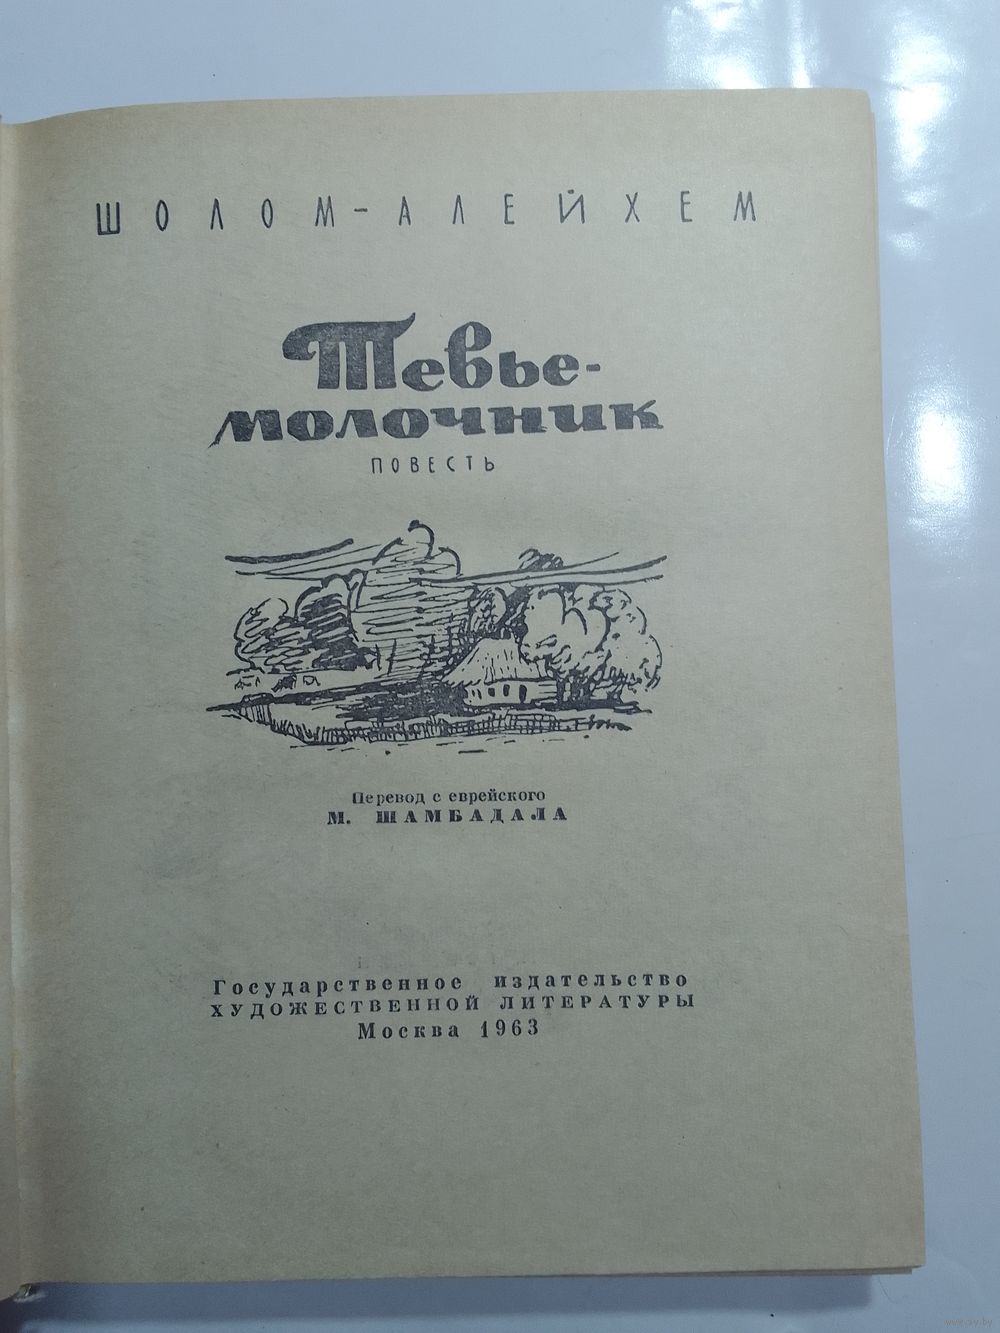 ШОЛОМ-АЛЕЙХЕМ
Тевье-
молочник
ПОВЕСТЬ
Перевод с еврейского
М. ШАМБАДАЛА
Государственное издательство
ХУДОЖЕСТВЕННОЙ ЛИТЕРАТУРЫ
Москва 1963